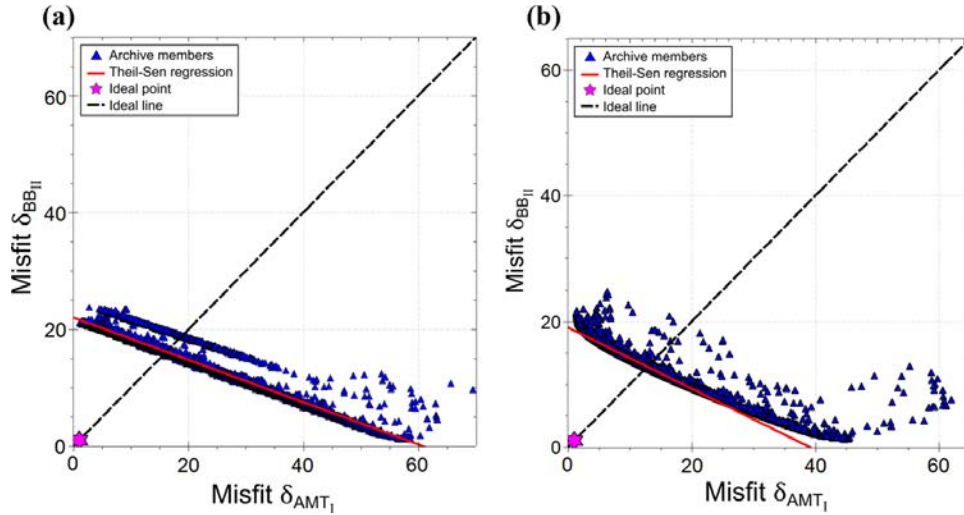 (a)
Archive members
Theil-Sen regression
Ideal point
Ideal line
60
40
20
0
0 20 40 60
Misfit δBBII
Misfit δAMTI
(b)
Archive members
Theil-Sen regression
Ideal point
Ideal line
60
40
20
0
0 20 40 60
Misfit δBBII
Misfit δAMTI